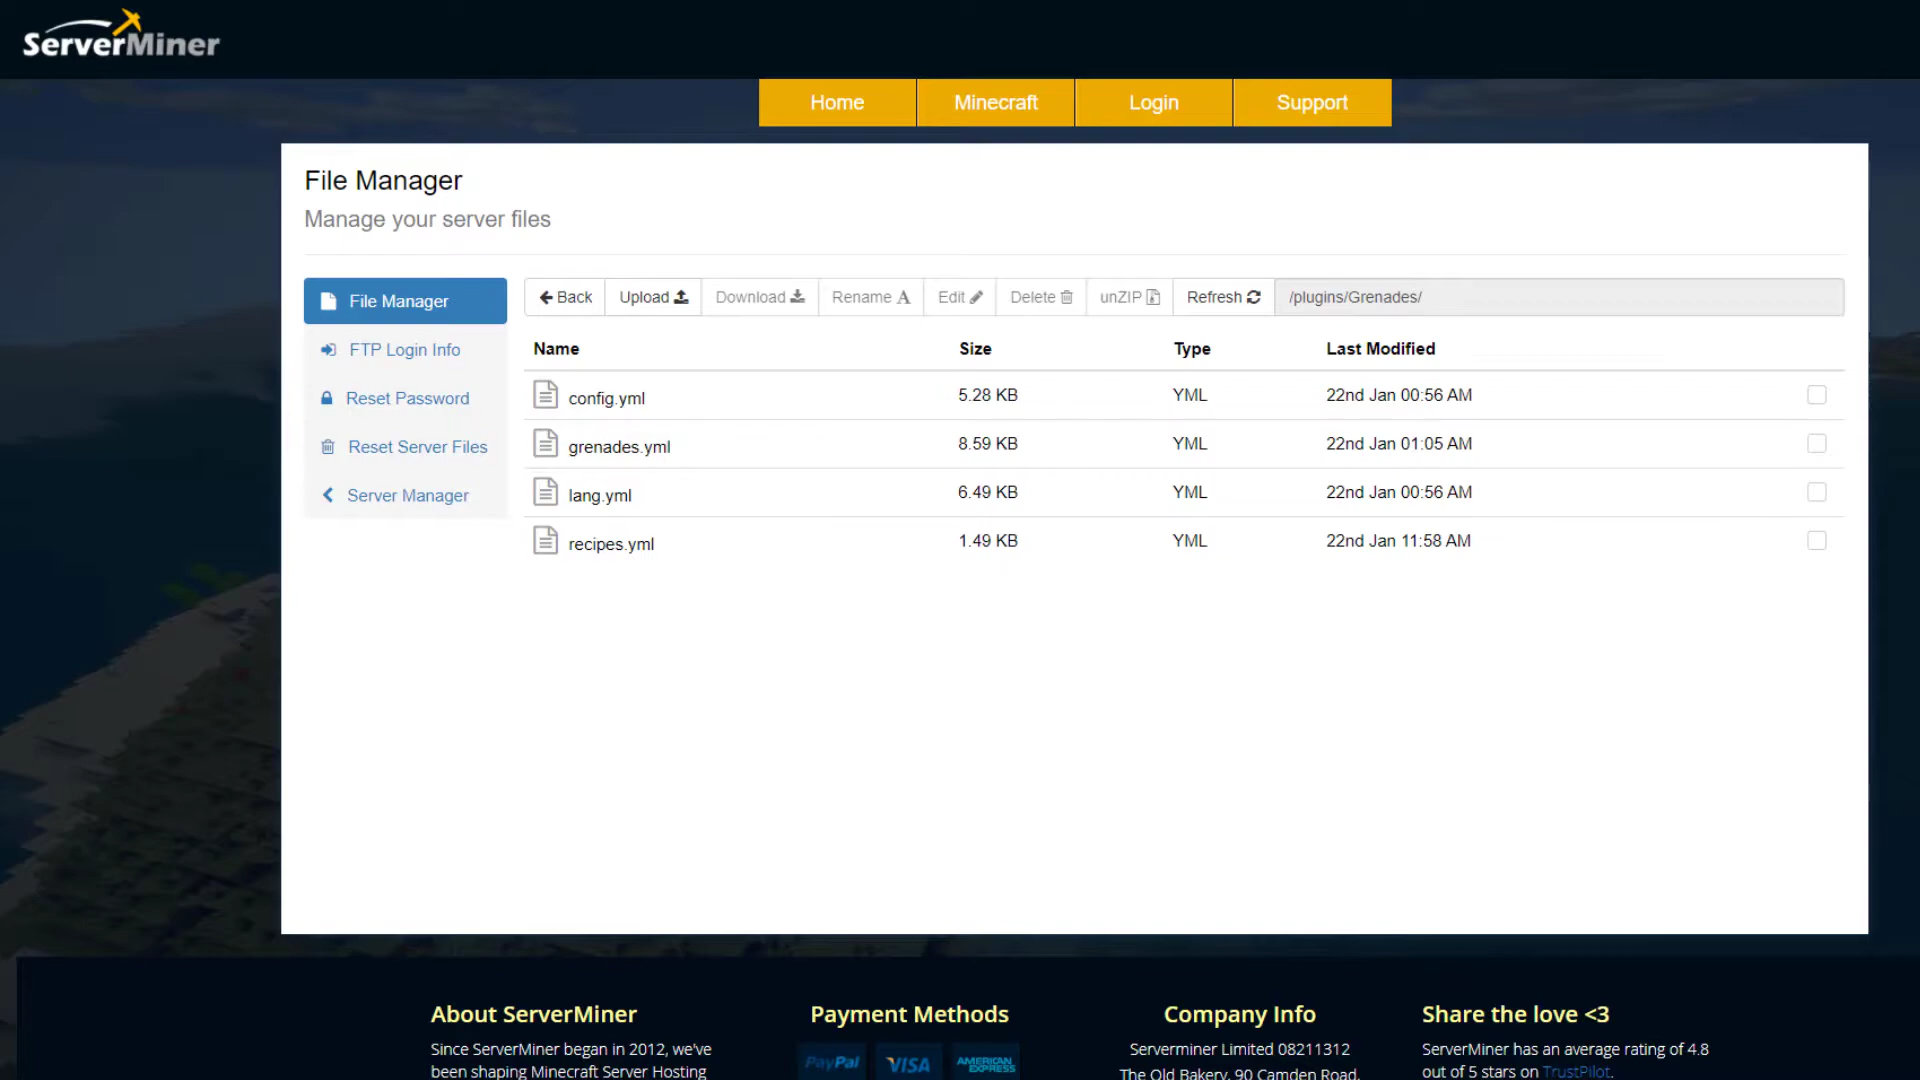 ServerMiner
Home
Minecraft
Login
Support
File Manager
Manage your server files
File Manager
FTP Login Info
Reset Password
Reset Server Files
Server Manager
Back
Upload
Download
Rename
Edit
Delete
unZIP
Refresh
/plugins/Grenades/
Name Size Type Last Modified
config.yml 5.28 KB YML 22nd Jan 00:56 AM
grenades.yml 8.59 KB YML 22nd Jan 01:05 AM
lang.yml 6.49 KB YML 22nd Jan 00:56 AM
recipes.yml 1.49 KB YML 22nd Jan 11:58 AM
About ServerMiner
Since ServerMiner began in 2012, we've
been shaping Minecraft Server Hosting
Payment Methods
PayPal
VISA
AMERICAN
EXPRESS
Company Info
Serverminer Limited 08211312
The Old Bakery, 90 Camden Road,
Share the love <3
ServerMiner has an average rating of 4.8
out of 5 stars on TrustPilot.